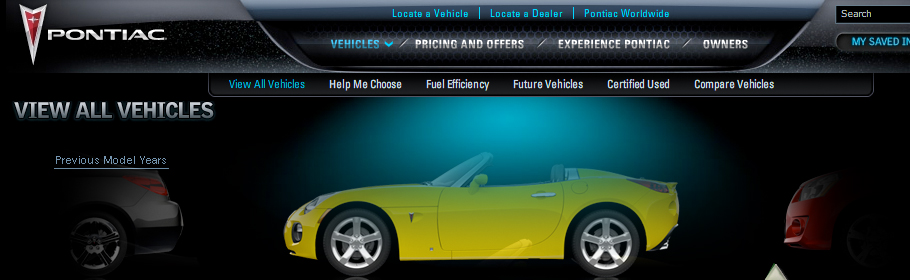 Locate a Vehicle Locate a Dealer Pontiac Worldwide
Search
PONTIAC
VEHICLES / PRICING AND OFFERS / EXPERIENCE PONTIAC / OWNERS
MY SAVED IN
View All Vehicles Help Me Choose Fuel Efficiency Future Vehicles Certified Used Compare Vehicles
VIEW ALL VEHICLES
Previous Model Years